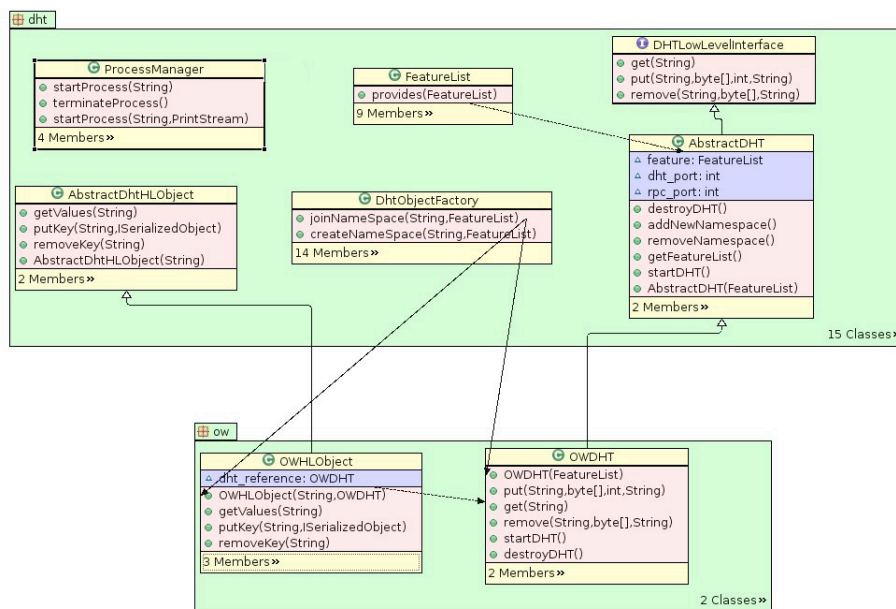 dht
ProcessManager
startProcess(String)
terminateProcess()
startProcess(String,PrintStream)
4 Members»
FeatureList
provides(FeatureList)
9 Members»
DHTLowLevelInterface
get(String)
put(String,byte[],int,String)
remove(String,byte[],String)
AbstractDHT
feature: FeatureList
dht_port: int
rpc_port: int
destroyDHT()
addNewNamespace()
removeNamespace()
getFeatureList()
startDHT()
AbstractDHT(FeatureList)
2 Members»
AbstractDhtHLObject
getValues(String)
putKey(String,ISerializedObject)
removeKey(String)
AbstractDhtHLObject(String)
2 Members»
DhtObjectFactory
joinNameSpace(String,FeatureList)
createNameSpace(String,FeatureList)
14 Members»
15 Classes»
ow
OWHLObject
dht_reference: OWDHT
OWHLObject(String,OWDHT)
getValues(String)
putKey(String,ISerializedObject)
removeKey(String)
3 Members»
OWDHT
OWDHT(FeatureList)
put(String,byte[],int,String)
get(String)
remove(String,byte[],String)
startDHT()
destroyDHT()
2 Members»
2 Classes»